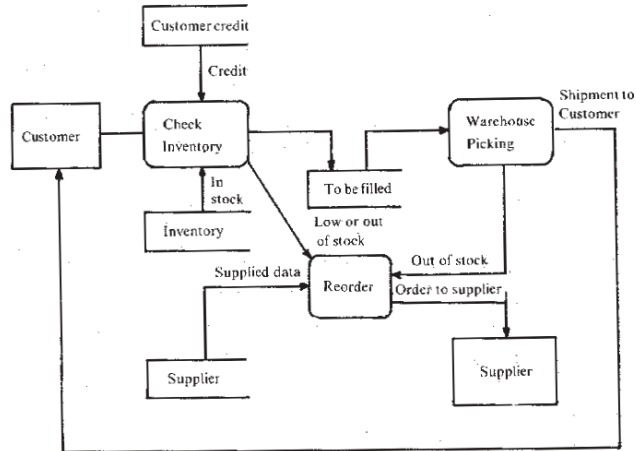 Customer credit
Credit
Shipment to
Customer
Customer
Check
Inventory
Warehouse
Picking
In
stock
To be filled
Inventory
Low or out
of stock
Out of stock
Supplied data
Reorder
Order to supplier
Supplier
Supplier